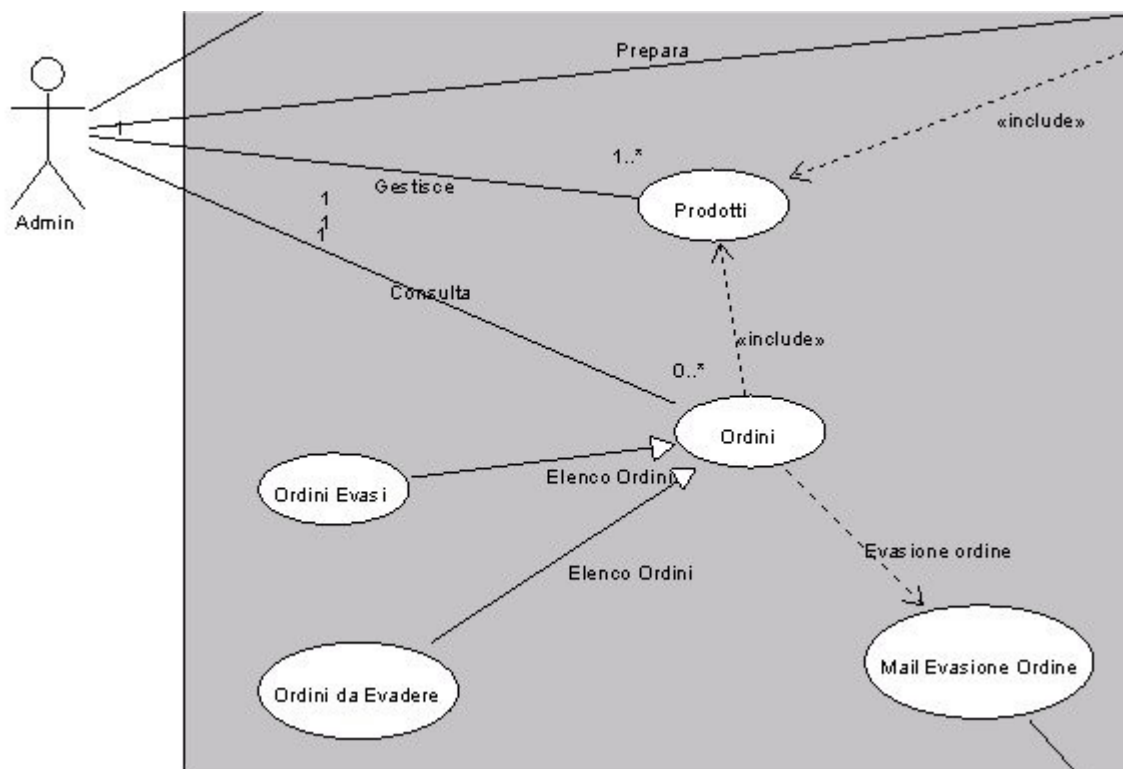 Prepara
«include»
1
1..*
Gestisce
Prodotti
Admin
1
1
1
Consulta
«include»
0..*
Ordini
Elenco Ordini
Ordini Evasi
Evasione ordine
Elenco Ordini
Mail Evasione Ordine
Ordini da Evadere